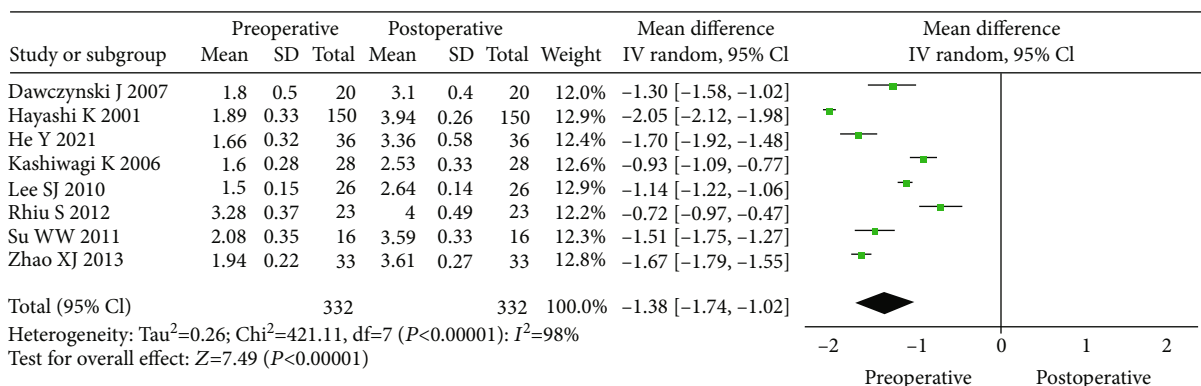 Preoperative Postoperative Mean difference Mean difference
Study or subgroup Mean SD Total Mean SD Total Weight IV random, 95% Cl IV random, 95% Cl
Dawczynski J 2007 1.8 0.5 20 3.1 0.4 20 12.0% −1.30 [−1.58, −1.02]
Hayashi K 2001 1.89 0.33 150 3.94 0.26 150 12.9% −2.05 [−2.12, −1.98]
He Y 2021 1.66 0.32 36 3.36 0.58 36 12.4% −1.70 [−1.92, −1.48]
Kashiwagi K 2006 1.6 0.28 28 2.53 0.33 28 12.6% −0.93 [−1.09, −0.77]
Lee SJ 2010 1.5 0.15 26 2.64 0.14 26 12.9% −1.14 [−1.22, −1.06]
Rhiu S 2012 3.28 0.37 23 4 0.49 23 12.2% −0.72 [−0.97, −0.47]
Su WW 2011 2.08 0.35 16 3.59 0.33 16 12.3% −1.51 [−1.75, −1.27]
Zhao XJ 2013 1.94 0.22 33 3.61 0.27 33 12.8% −1.67 [−1.79, −1.55]
Total (95% Cl) 332 332 100.0% −1.38 [−1.74, −1.02]
Heterogeneity: Tau²=0.26; Chi²=421.11, df=7 (P<0.00001): I²=98%
Test for overall effect: Z=7.49 (P<0.00001)
−2 −1 0 1 2
Preoperative Postoperative